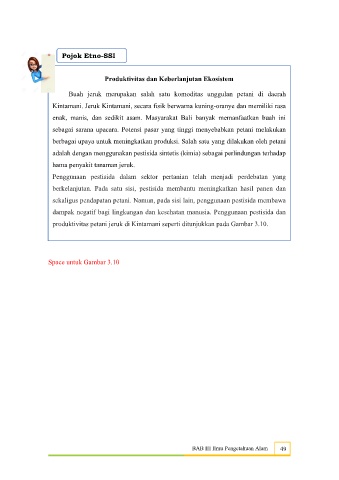 Pojok Etno-SSI
Produktivitas dan Keberlanjutan Ekosistem
Buah jeruk merupakan salah satu komoditas unggulan petani di daerah
Kintamani. Jeruk Kintamani, secara fisik berwarna kuning-oranye dan memiliki rasa
enak, manis, dan sedikit asam. Masyarakat Bali banyak memanfaatkan buah ini
sebagai sarana upacara. Potensi pasar yang tinggi menyebabkan petani melakukan
berbagai upaya untuk meningkatkan produksi. Salah satu yang dilakukan oleh petani
adalah dengan menggunakan pestisida sintetis (kimia) sebagai perlindungan terhadap
hama penyakit tanaman jeruk.
Penggunaan pestisida dalam sektor pertanian telah menjadi perdebatan yang
berkelanjutan. Pada satu sisi, pestisida membantu meningkatkan hasil panen dan
sekaligus pendapatan petani. Namun, pada sisi lain, penggunaan pestisida membawa
dampak negatif bagi lingkungan dan kesehatan manusia. Penggunaan pestisida dan
produktivitas petani jeruk di Kintamani seperti ditunjukkan pada Gambar 3.10.
Space untuk Gambar 3.10
BAB III Ilmu Pengetahuan Alam 49